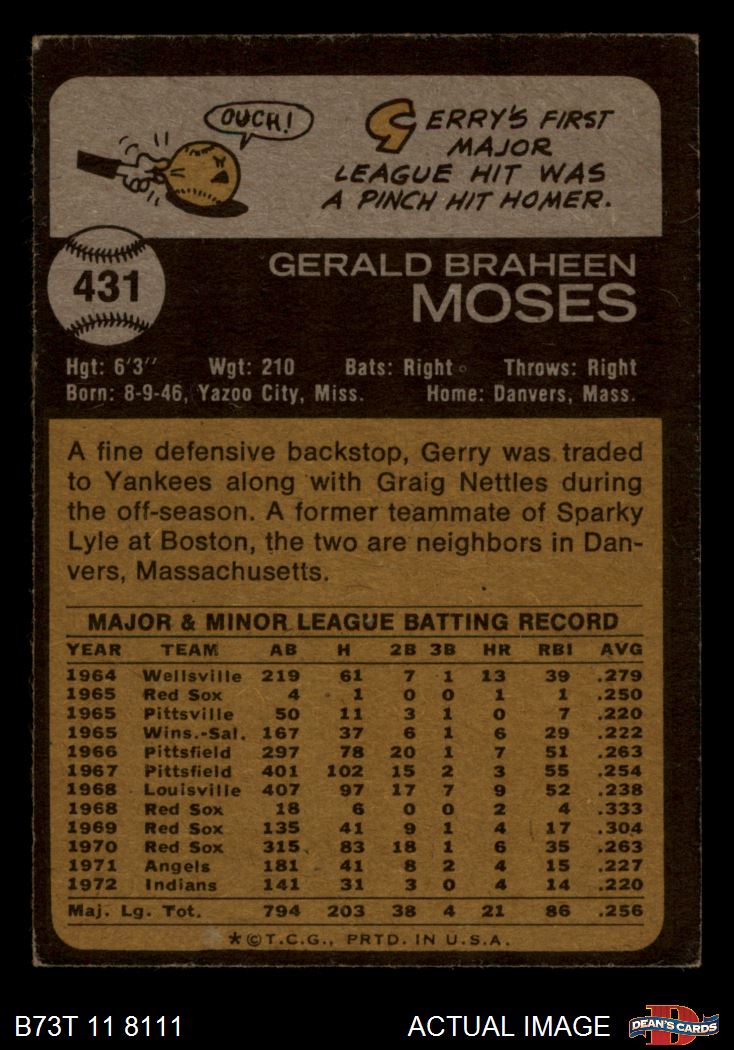 OUCH!
GERRY'S FIRST
MAJOR
LEAGUE HIT WAS
A PINCH HIT HOMER.
431
GERALD BRAHEEN
MOSES
Hgt: 6'3" Wgt: 210 Bats: Right Throws: Right
Born: 8-9-46, Yazoo City, Miss. Home: Danvers, Mass.
A fine defensive backstop, Gerry was traded
to Yankees along with Graig Nettles during
the off-season. A former teammate of Sparky
Lyle at Boston, the two are neighbors in Dan-
vers, Massachusetts.
MAJOR & MINOR LEAGUE BATTING RECORD
YEAR TEAM AB H 2B 3B HR RBI AVG
1964 Wellsville 219 61 7 1 13 39 .279
1965 Red Sox 4 1 0 0 1 1 .250
1965 Pittsville 50 11 3 1 0 7 .220
1965 Wins.-Sal. 167 37 6 1 6 29 .222
1966 Pittsfield 297 78 20 1 7 51 .263
1967 Pittsfield 401 102 15 2 3 55 .254
1968 Louisville 407 97 17 7 9 52 .238
1968 Red Sox 18 6 0 0 2 4 .333
1969 Red Sox 135 41 9 1 4 17 .304
1970 Red Sox 315 83 18 1 6 35 .263
1971 Angels 181 41 8 2 4 15 .227
1972 Indians 141 31 3 0 4 14 .220
Maj. Lg. Tot. 794 203 38 4 21 86 .256
*©T.C.G., PRTD. IN U.S.A.
B73T 11 8111 ACTUAL IMAGE DEAN'S CARDS